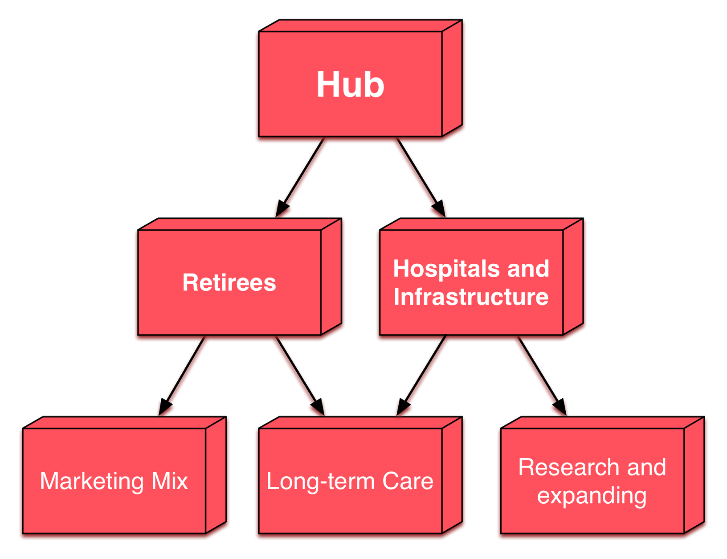 Hub
Retirees
Hospitals and
Infrastructure
Marketing Mix
Long-term Care
Research and
expanding